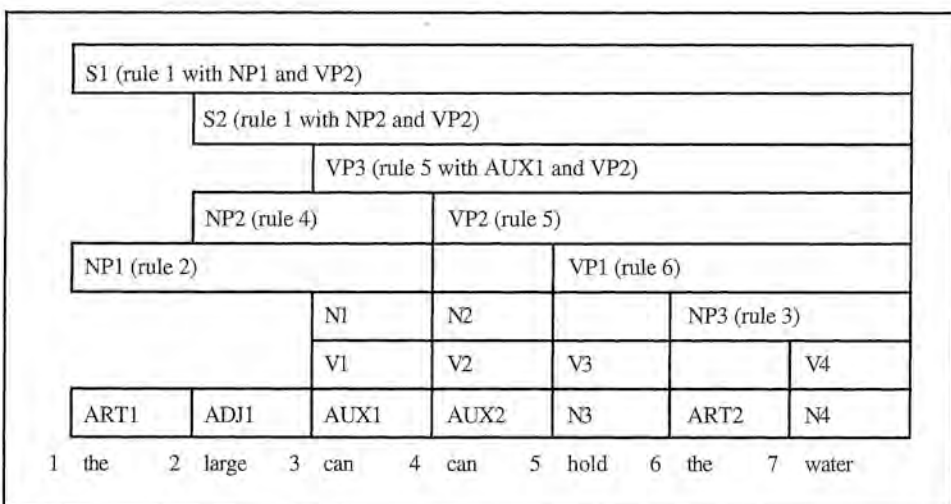 S1 (rule 1 with NP1 and VP2)
S2 (rule 1 with NP2 and VP2)
VP3 (rule 5 with AUX1 and VP2)
NP2 (rule 4) VP2 (rule 5)
NP1 (rule 2) VP1 (rule 6)
N1 N2 NP3 (rule 3)
V1 V2 V3 V4
ART1 ADJ1 AUX1 AUX2 N3 ART2 N4
1 the 2 large 3 can 4 can 5 hold 6 the 7 water